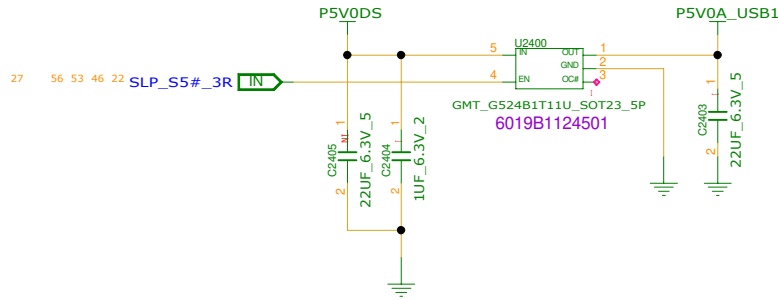 P5V0DS
P5V0A_USB1
U2400
5 IN OUT 1
GND 2
4 EN OC# 3
27 56 53 46 22 SLP_S5#_3R IN
GMT_G524B1T11U_SOT23_5P
6019B1124501
1 NI C2405 22UF_6.3V_5 2
1 I C2404 1UF_6.3V_2 2
1 I C2403 22UF_6.3V_5 2